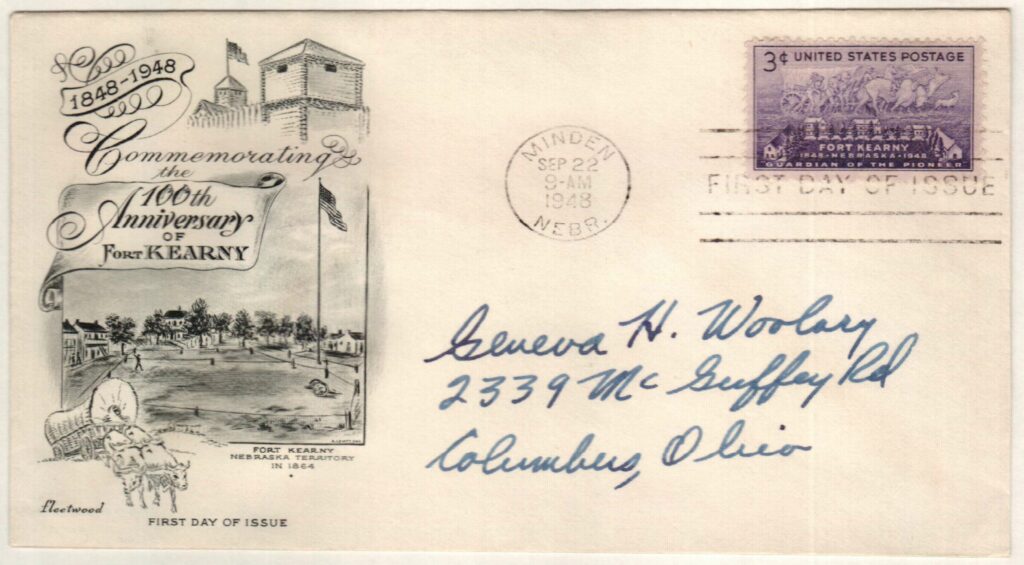 1848-1948
Commemorating
the
100th
Anniversary
OF
FORT KEARNY
FORT KEARNY
NEBRASKA TERRITORY
IN 1864
fleetwood
FIRST DAY OF ISSUE
MINDEN
SEP 22
9-AM
1948
NEBR.
3¢ UNITED STATES POSTAGE
FORT KEARNY
1848-NEBRASKA-1948
GUARDIAN OF THE PIONEER
FIRST DAY OF ISSUE
Geneva H. Woolary
2339 Mc Guffey Rd
Columbus, Ohio